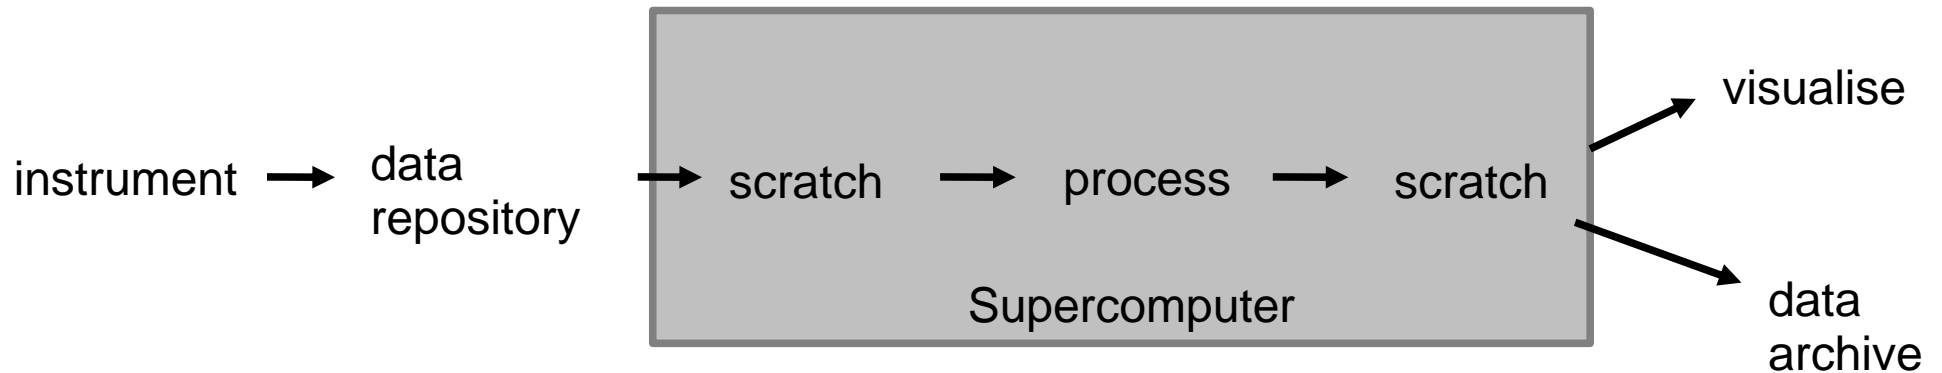 instrument
data
repository
scratch
process
scratch
Supercomputer
visualise
data
archive